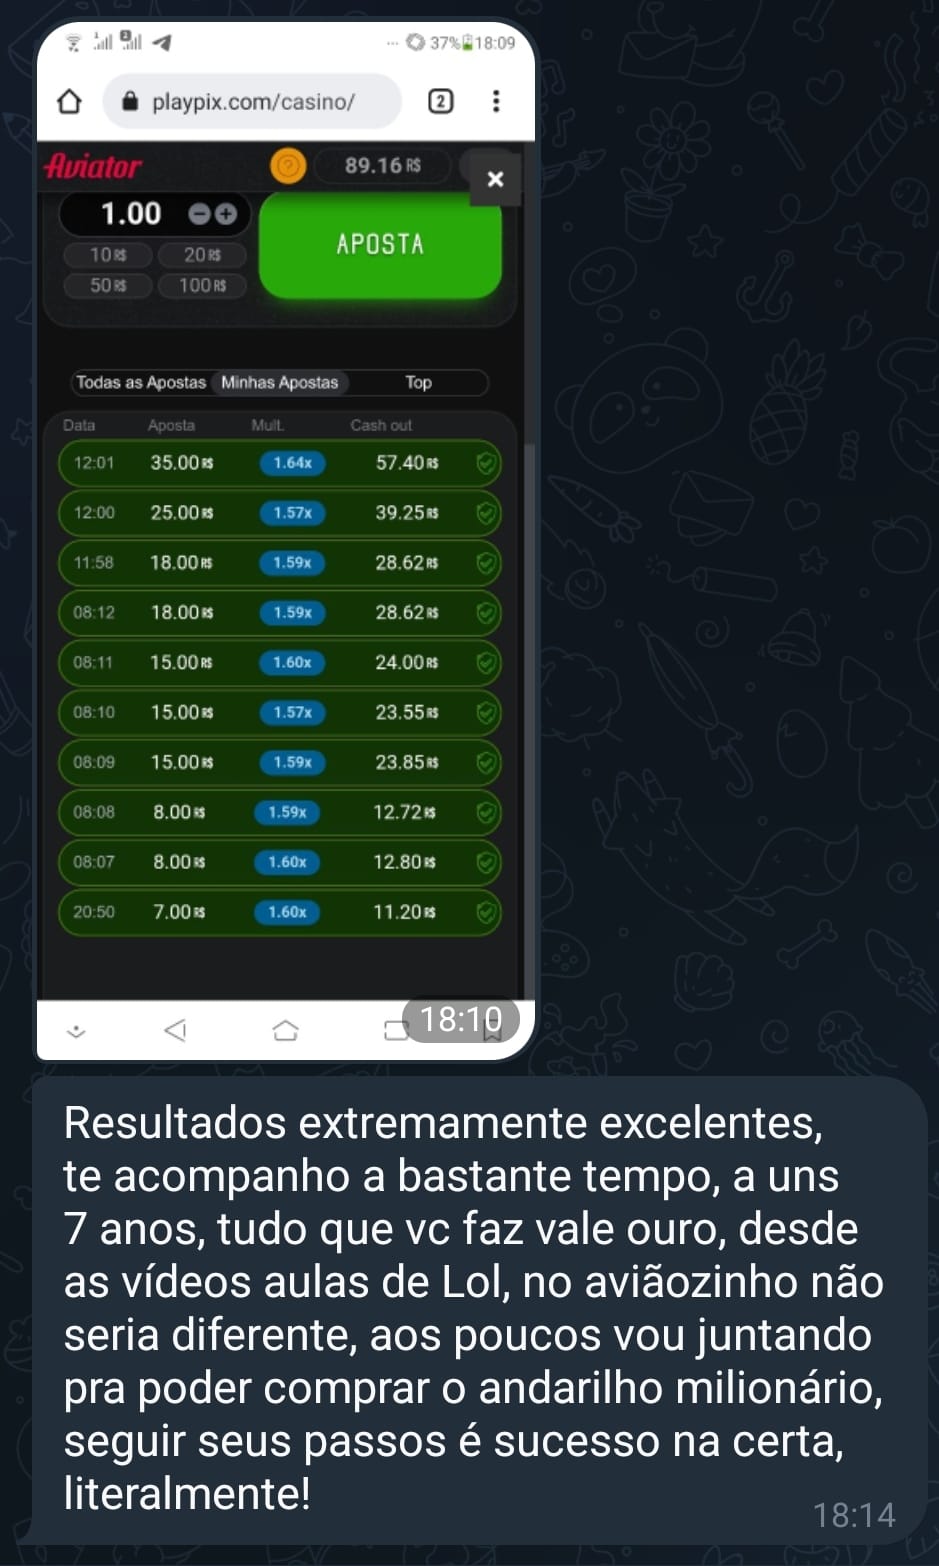 37% 18:09
playpix.com/casino/ 2
Aviator 89.16 R$
1.00
APOSTA
10 R$ 20 R$
50 R$ 100 R$
Todas as Apostas Minhas Apostas Top
Data Aposta Mult. Cash out
12:01 35.00 R$ 1.64x 57.40 R$
12:00 25.00 R$ 1.57x 39.25 R$
11:58 18.00 R$ 1.59x 28.62 R$
08:12 18.00 R$ 1.59x 28.62 R$
08:11 15.00 R$ 1.60x 24.00 R$
08:10 15.00 R$ 1.57x 23.55 R$
08:09 15.00 R$ 1.59x 23.85 R$
08:08 8.00 R$ 1.59x 12.72 R$
08:07 8.00 R$ 1.60x 12.80 R$
20:50 7.00 R$ 1.60x 11.20 R$
18:10
Resultados extremamente excelentes,
te acompanho a bastante tempo, a uns
7 anos, tudo que vc faz vale ouro, desde
as vídeos aulas de Lol, no aviãozinho não
seria diferente, aos poucos vou juntando
pra poder comprar o andarilho milionário,
seguir seus passos é sucesso na certa,
literalmente!
18:14